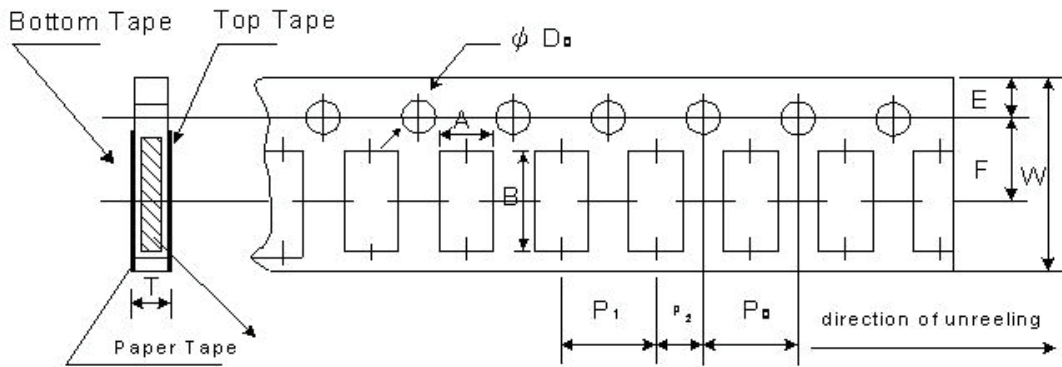 Bottom Tape
Top Tape
ϕ D₀
E
A
F
W
B
T
P₁
P₂
P₀
direction of unreeling
Paper Tape